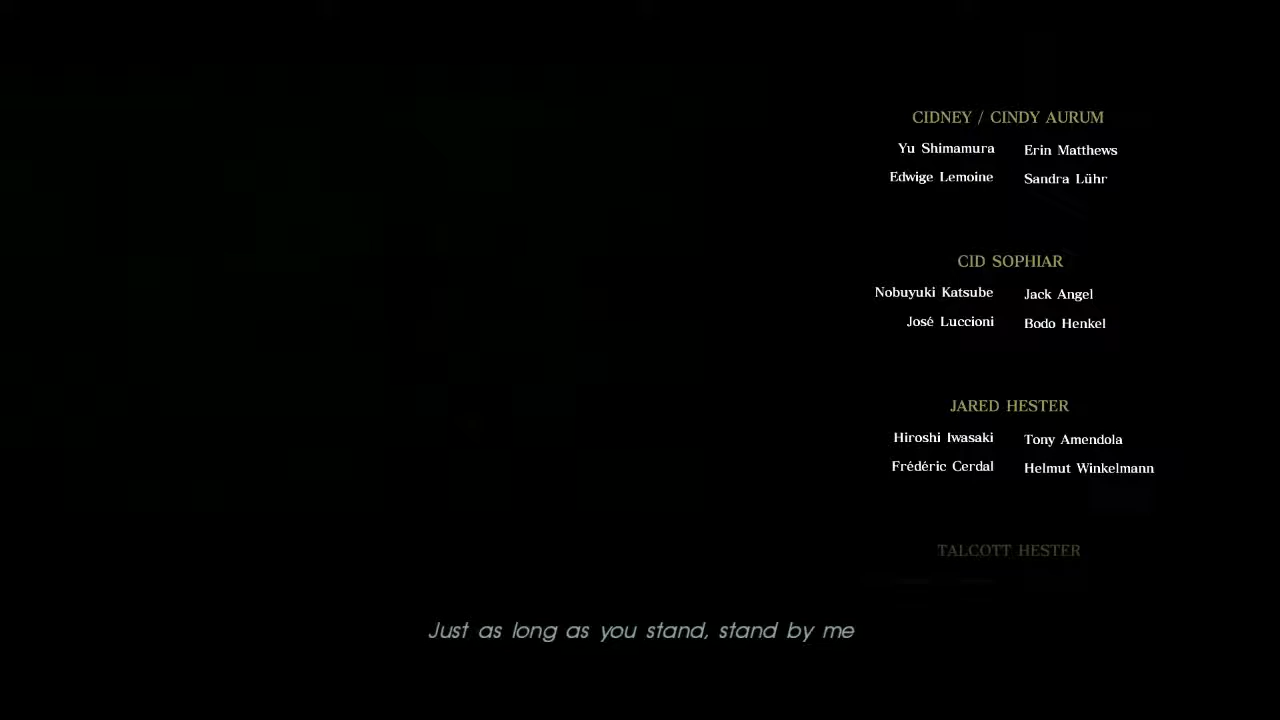 CIDNEY / CINDY AURUM
Yu Shimamura Erin Matthews
Edwige Lemoine Sandra Lühr
CID SOPHIAR
Nobuyuki Katsube Jack Angel
José Luccioni Bodo Henkel
JARED HESTER
Hiroshi Iwasaki Tony Amendola
Frédéric Cerdal Helmut Winkelmann
TALCOTT HESTER
Just as long as you stand, stand by me